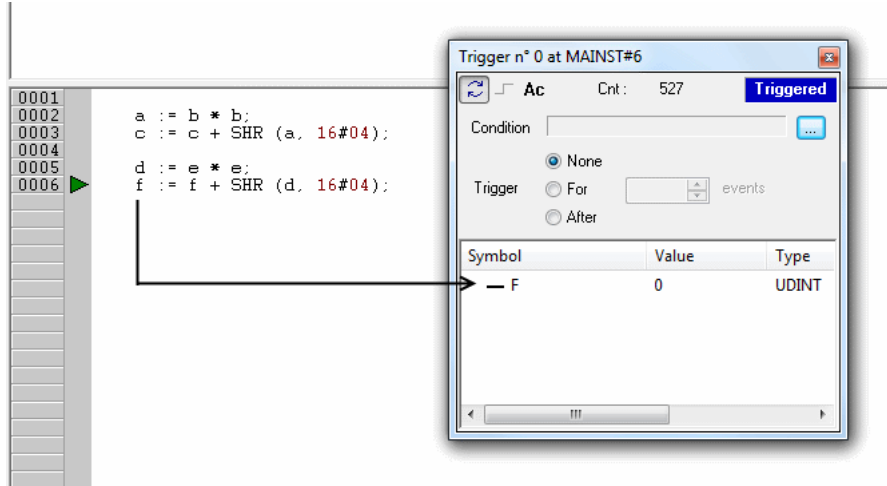 Trigger n° 0 at MAINST#6
Ac Cnt : 527 Triggered
Condition ...
None
Trigger For events
After
Symbol Value Type
F 0 UDINT
0001
0002 a := b * b;
0003 c := c + SHR (a, 16#04);
0004
0005 d := e * e;
0006 f := f + SHR (d, 16#04);